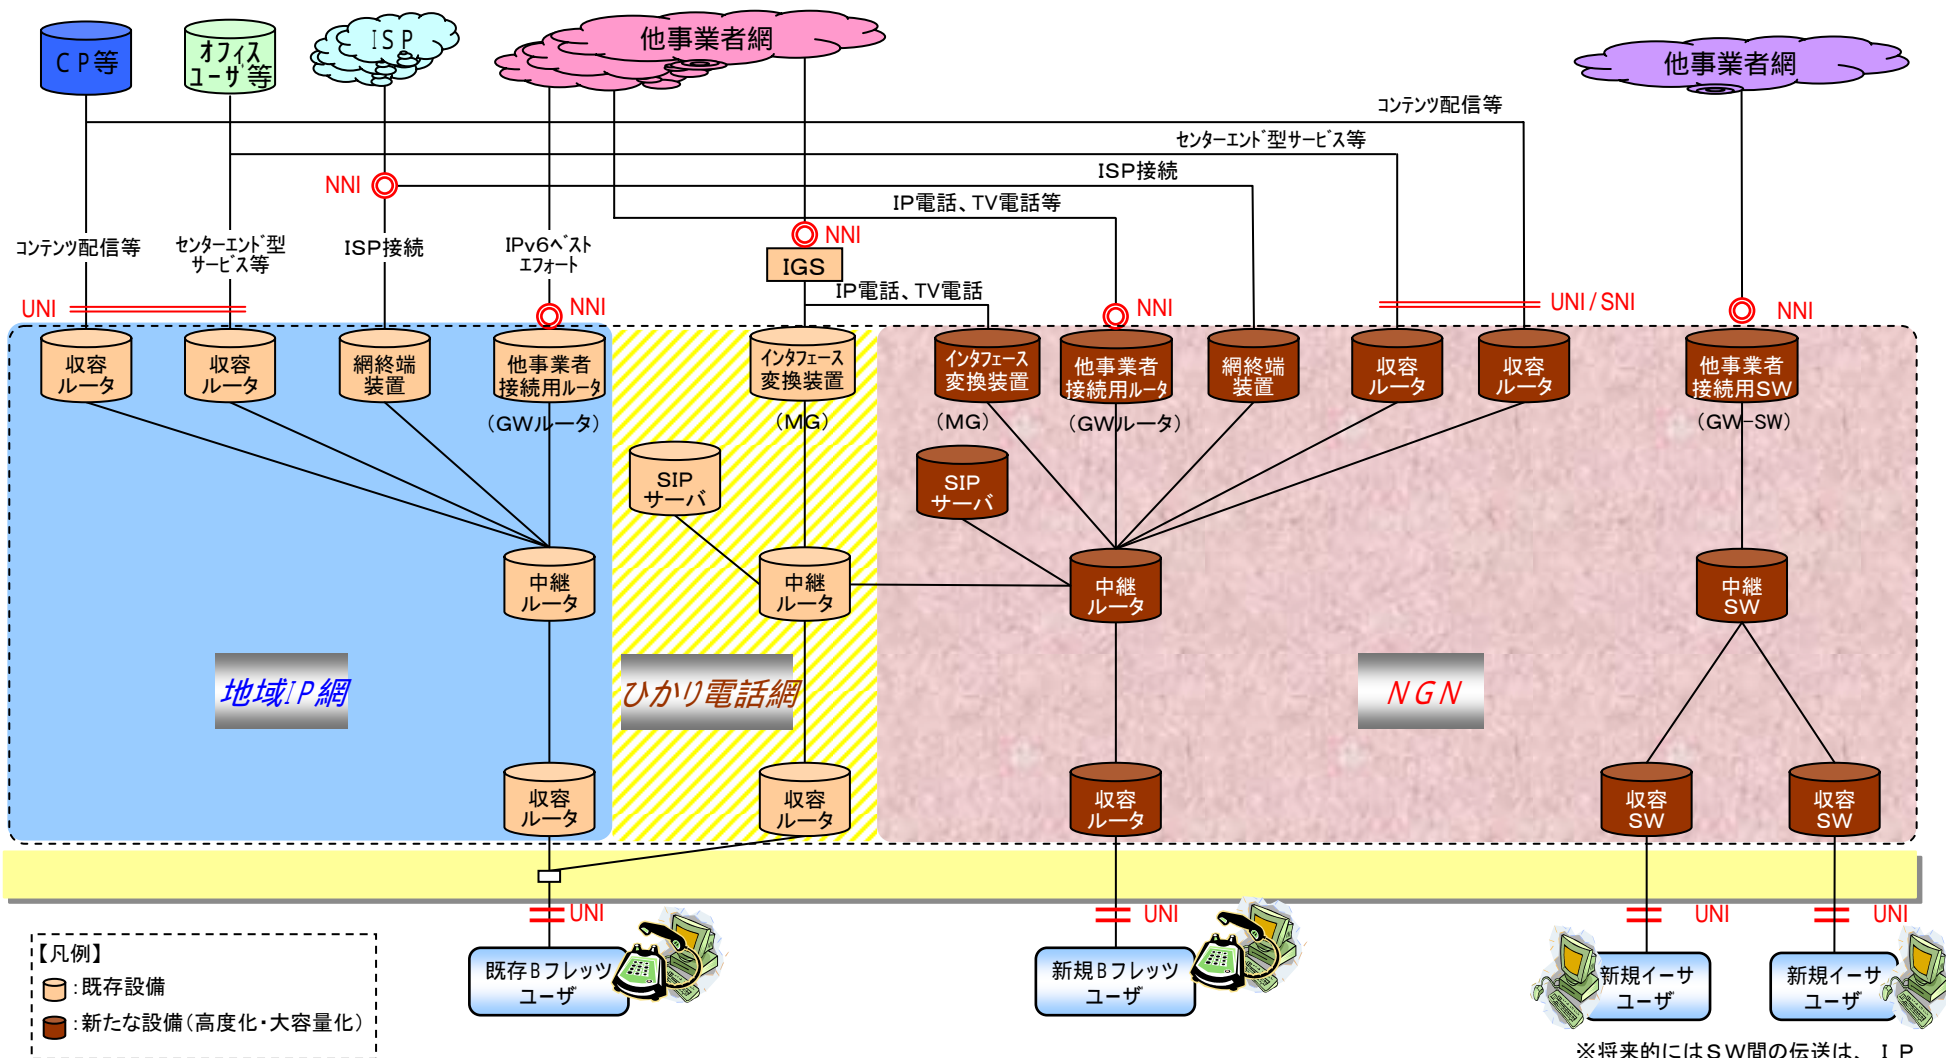 CP等
オフィス
ユーザ等
ISP
他事業者網
他事業者網
コンテンツ配信等
センターエンド型サービス等
ISP接続
NNI
IP電話、TV電話等
コンテンツ配信等
センターエンド型
サービス等
ISP接続
IPv6ベスト
エフォート
NNI
IGS
IP電話、TV電話
UNI
NNI
NNI
UNI/SNI
NNI
収容
ルータ
収容
ルータ
網終端
装置
他事業者
接続用ルータ
(GWルータ)
インタフェース
変換装置
(MG)
インタフェース
変換装置
(MG)
他事業者
接続用ルータ
(GWルータ)
網終端
装置
収容
ルータ
収容
ルータ
他事業者
接続用SW
(GW-SW)
SIP
サーバ
SIP
サーバ
中継
ルータ
中継
ルータ
中継
ルータ
中継
SW
地域IP網
ひかり電話網
NGN
収容
ルータ
収容
ルータ
収容
ルータ
収容
SW
収容
SW
UNI
UNI
UNI
UNI
既存Bフレッツ
ユーザ
新規Bフレッツ
ユーザ
新規イーサ
ユーザ
新規イーサ
ユーザ
【凡例】
:既存設備
:新たな設備(高度化・大容量化)
※将来的にはSW間の伝送は、IP